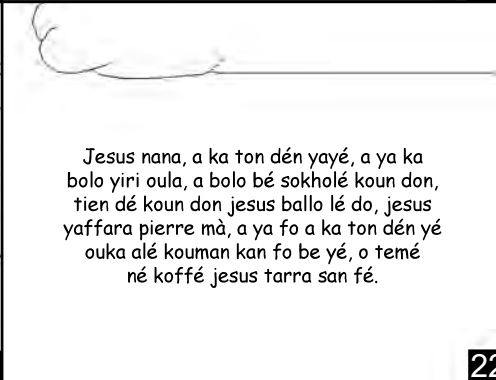 Jesus nana, a ka ton dén yayé, a ya ka
bolo yiri oula, a bolo bé sokholé koun don,
tien dé koun don jesus ballo lé do, jesus
yaffara pierre mà, a ya fo a ka ton dén yé
ouka alé kouman kan fo be yé, o temé
né koffé jesus tarra san fé.
22